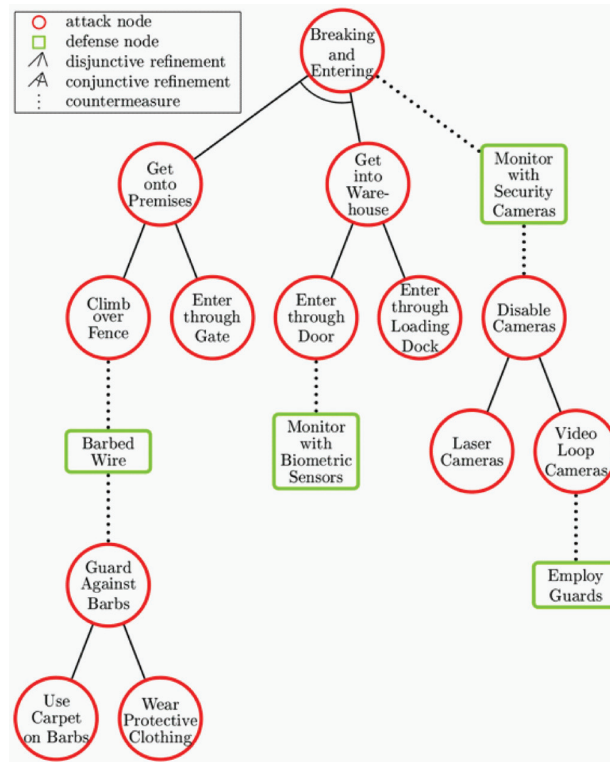 attack node
defense node
disjunctive refinement
conjunctive refinement
countermeasure
Breaking
and
Entering
Get
onto
Premises
Get
into
Ware-
house
Monitor
with
Security
Cameras
Climb
over
Fence
Enter
through
Gate
Enter
through
Door
Enter
through
Loading
Dock
Disable
Cameras
Barbed
Wire
Monitor
with
Biometric
Sensors
Laser
Cameras
Video
Loop
Cameras
Guard
Against
Barbs
Employ
Guards
Use
Carpet
on Barbs
Wear
Protective
Clothing